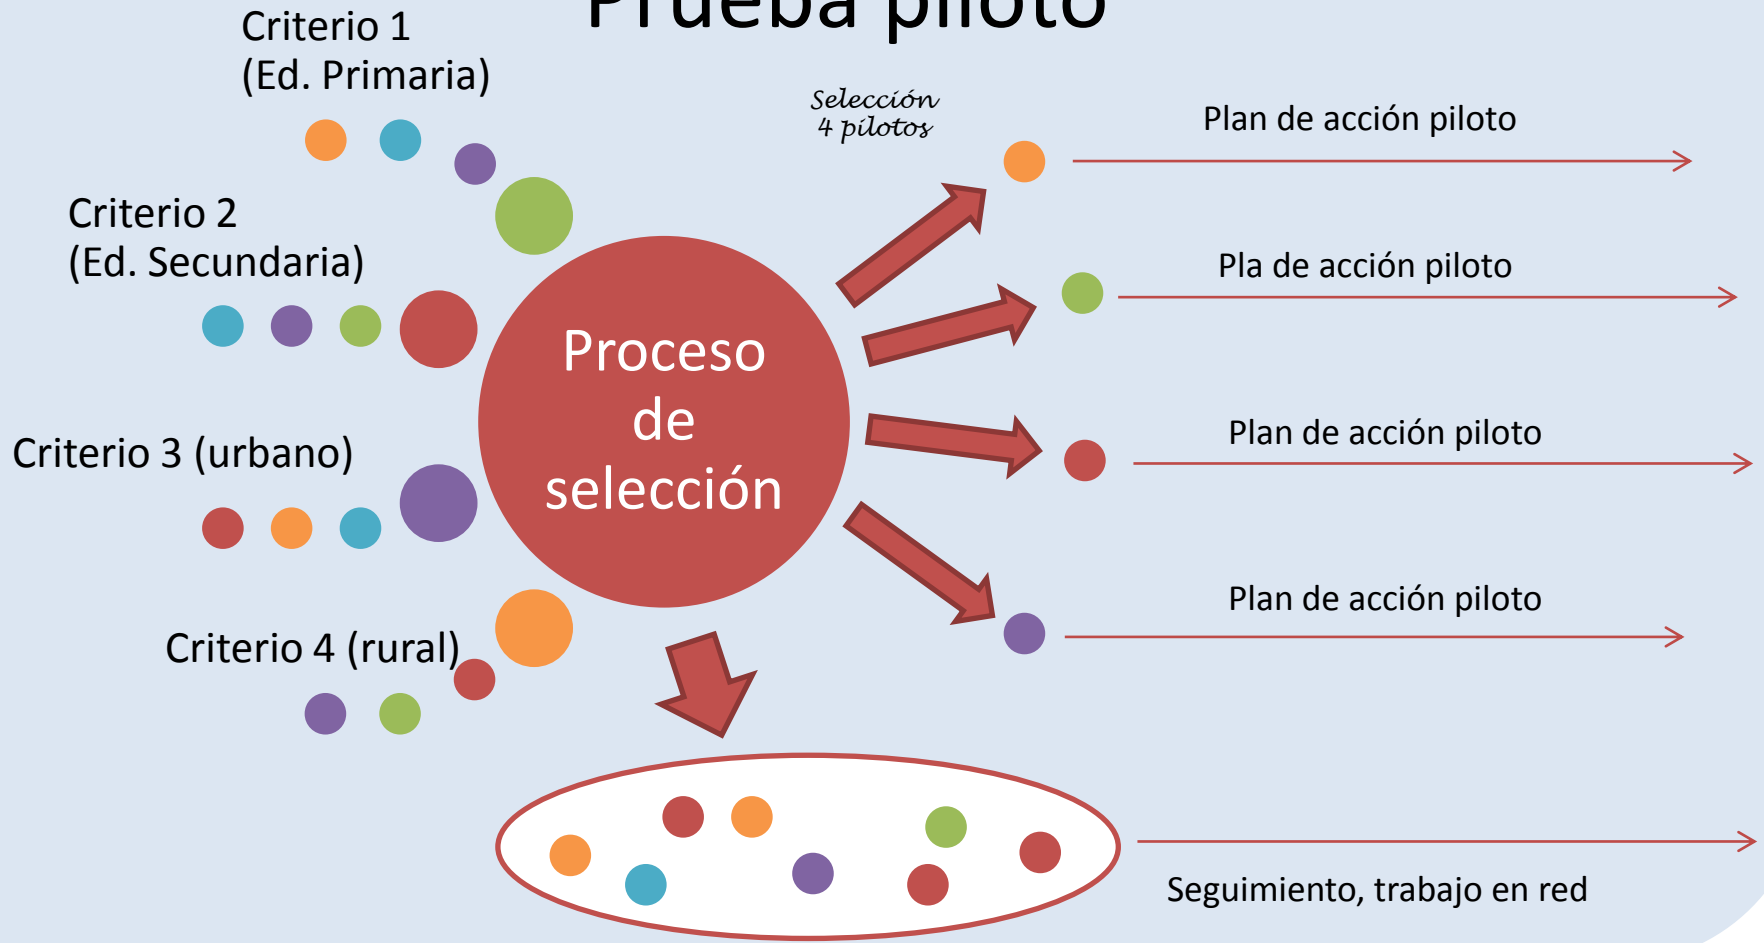 Prueba piloto
Criterio 1
(Ed. Primaria)
Criterio 2
(Ed. Secundaria)
Criterio 3 (urbano)
Criterio 4 (rural)
Proceso
de
selección
Selección
4 pilotos
Plan de acción piloto
Pla de acción piloto
Plan de acción piloto
Plan de acción piloto
Seguimiento, trabajo en red